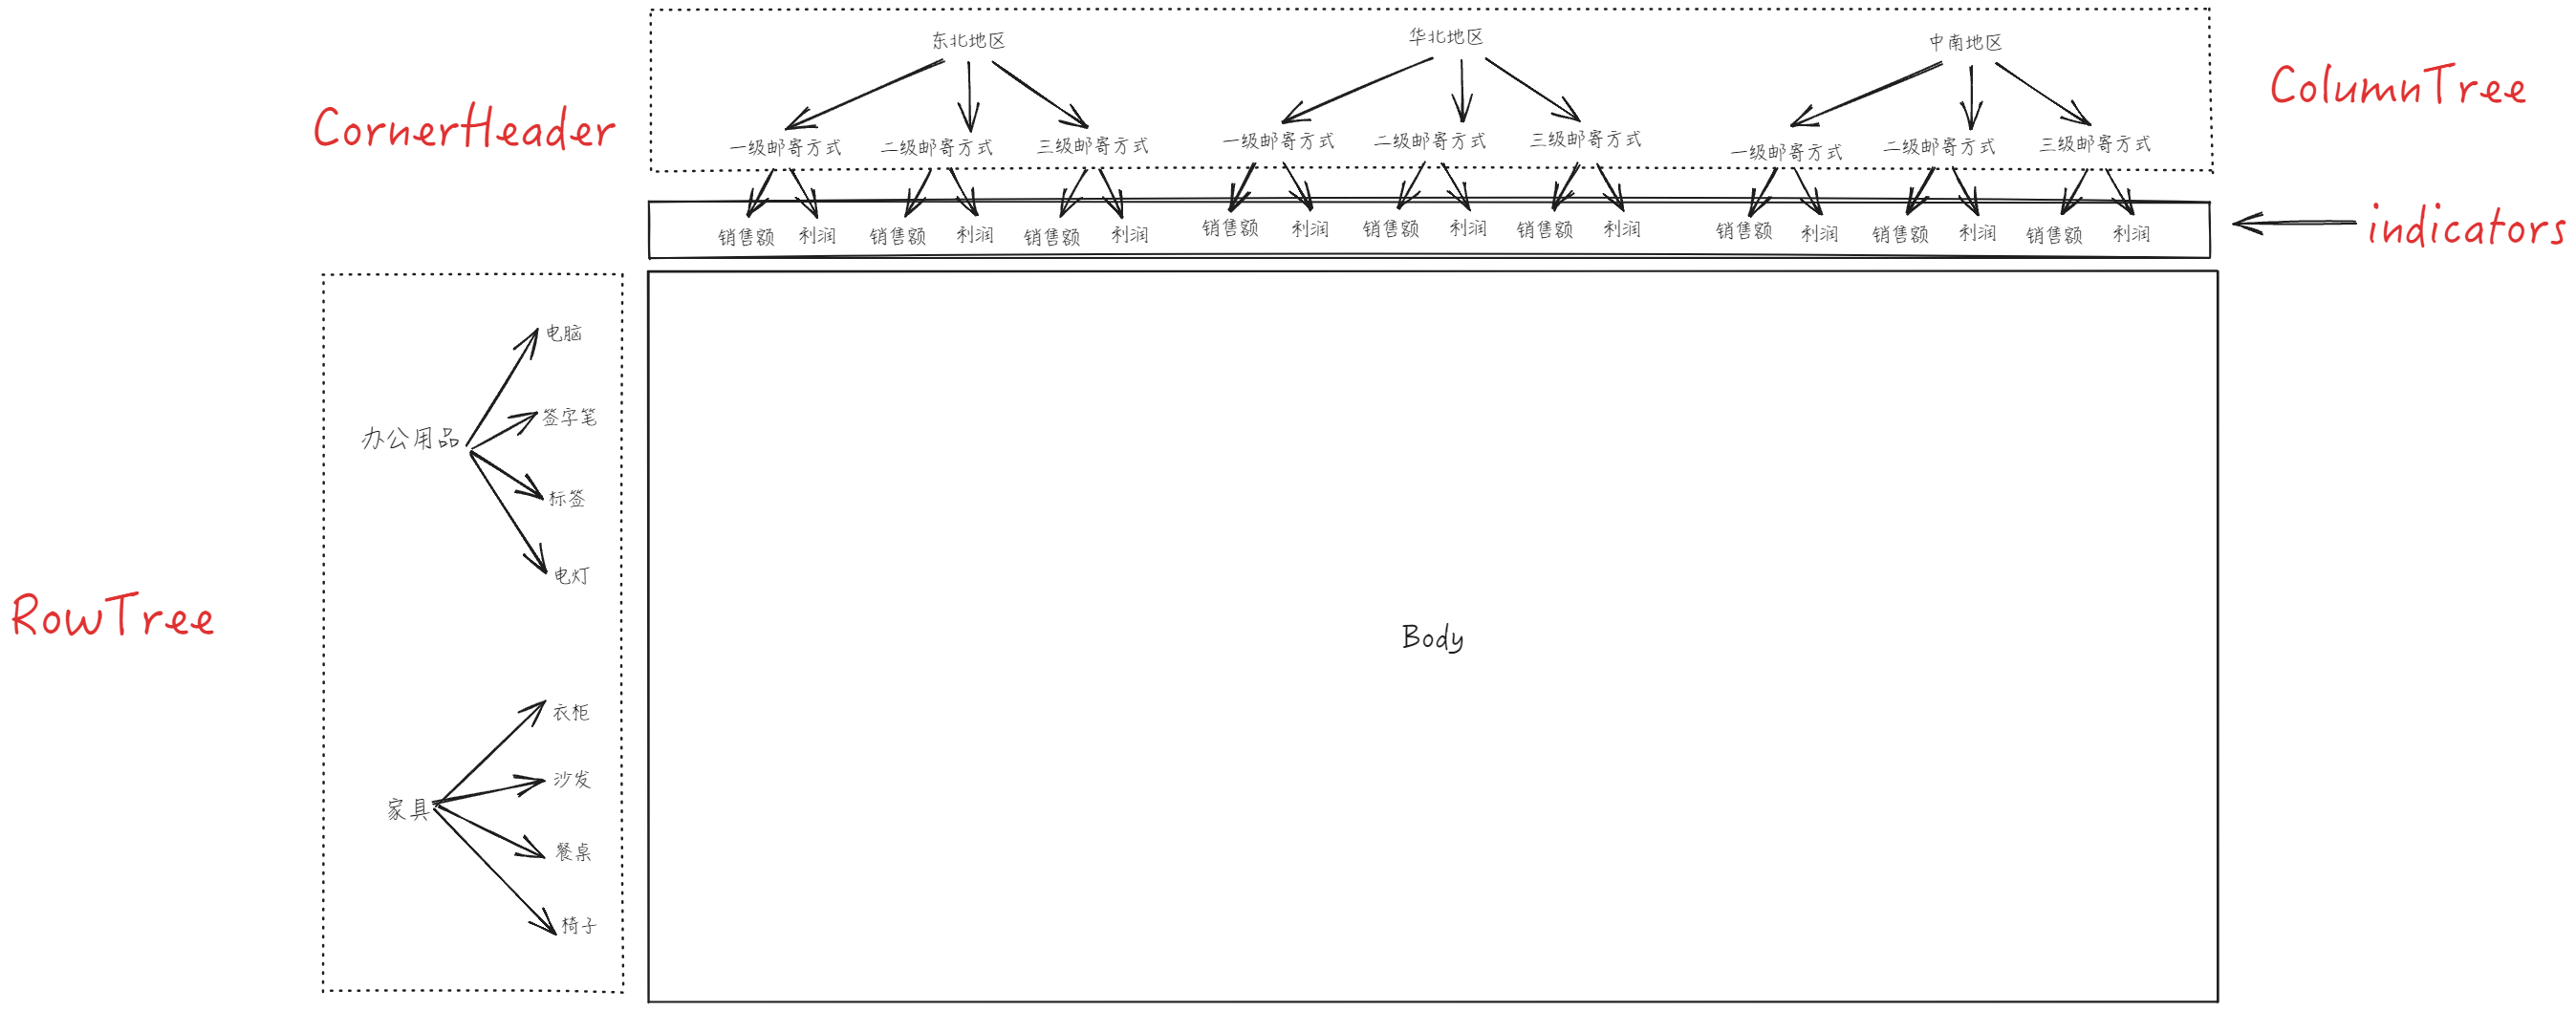 东北地区 华北地区 中南地区
ColumnTree
CornerHeader
一级邮寄方式 二级邮寄方式 三级邮寄方式 一级邮寄方式 二级邮寄方式 三级邮寄方式 一级邮寄方式 二级邮寄方式 三级邮寄方式
销售额 利润 销售额 利润 销售额 利润 销售额 利润 销售额 利润 销售额 利润 销售额 利润 销售额 利润 销售额 利润
indicators
电脑
签字笔
办公用品
标签
电灯
RowTree
Body
衣柜
沙发
家具
餐桌
椅子